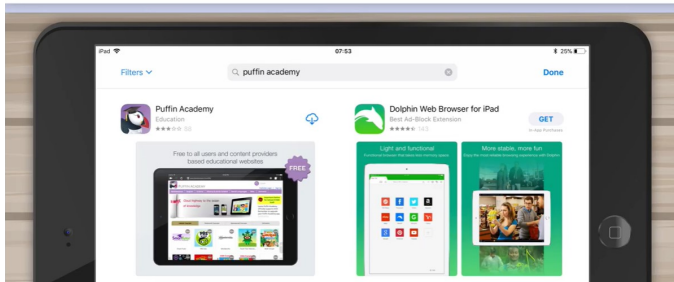 iPad 07:53 25%
Filters puffin academy Done
Puffin Academy
Education
Dolphin Web Browser for iPad
Best Ad-Block Extension
GET
In-App Purchases
Free to all users and content providers
based educational websites
FREE
Light and functional
More stable, more fun